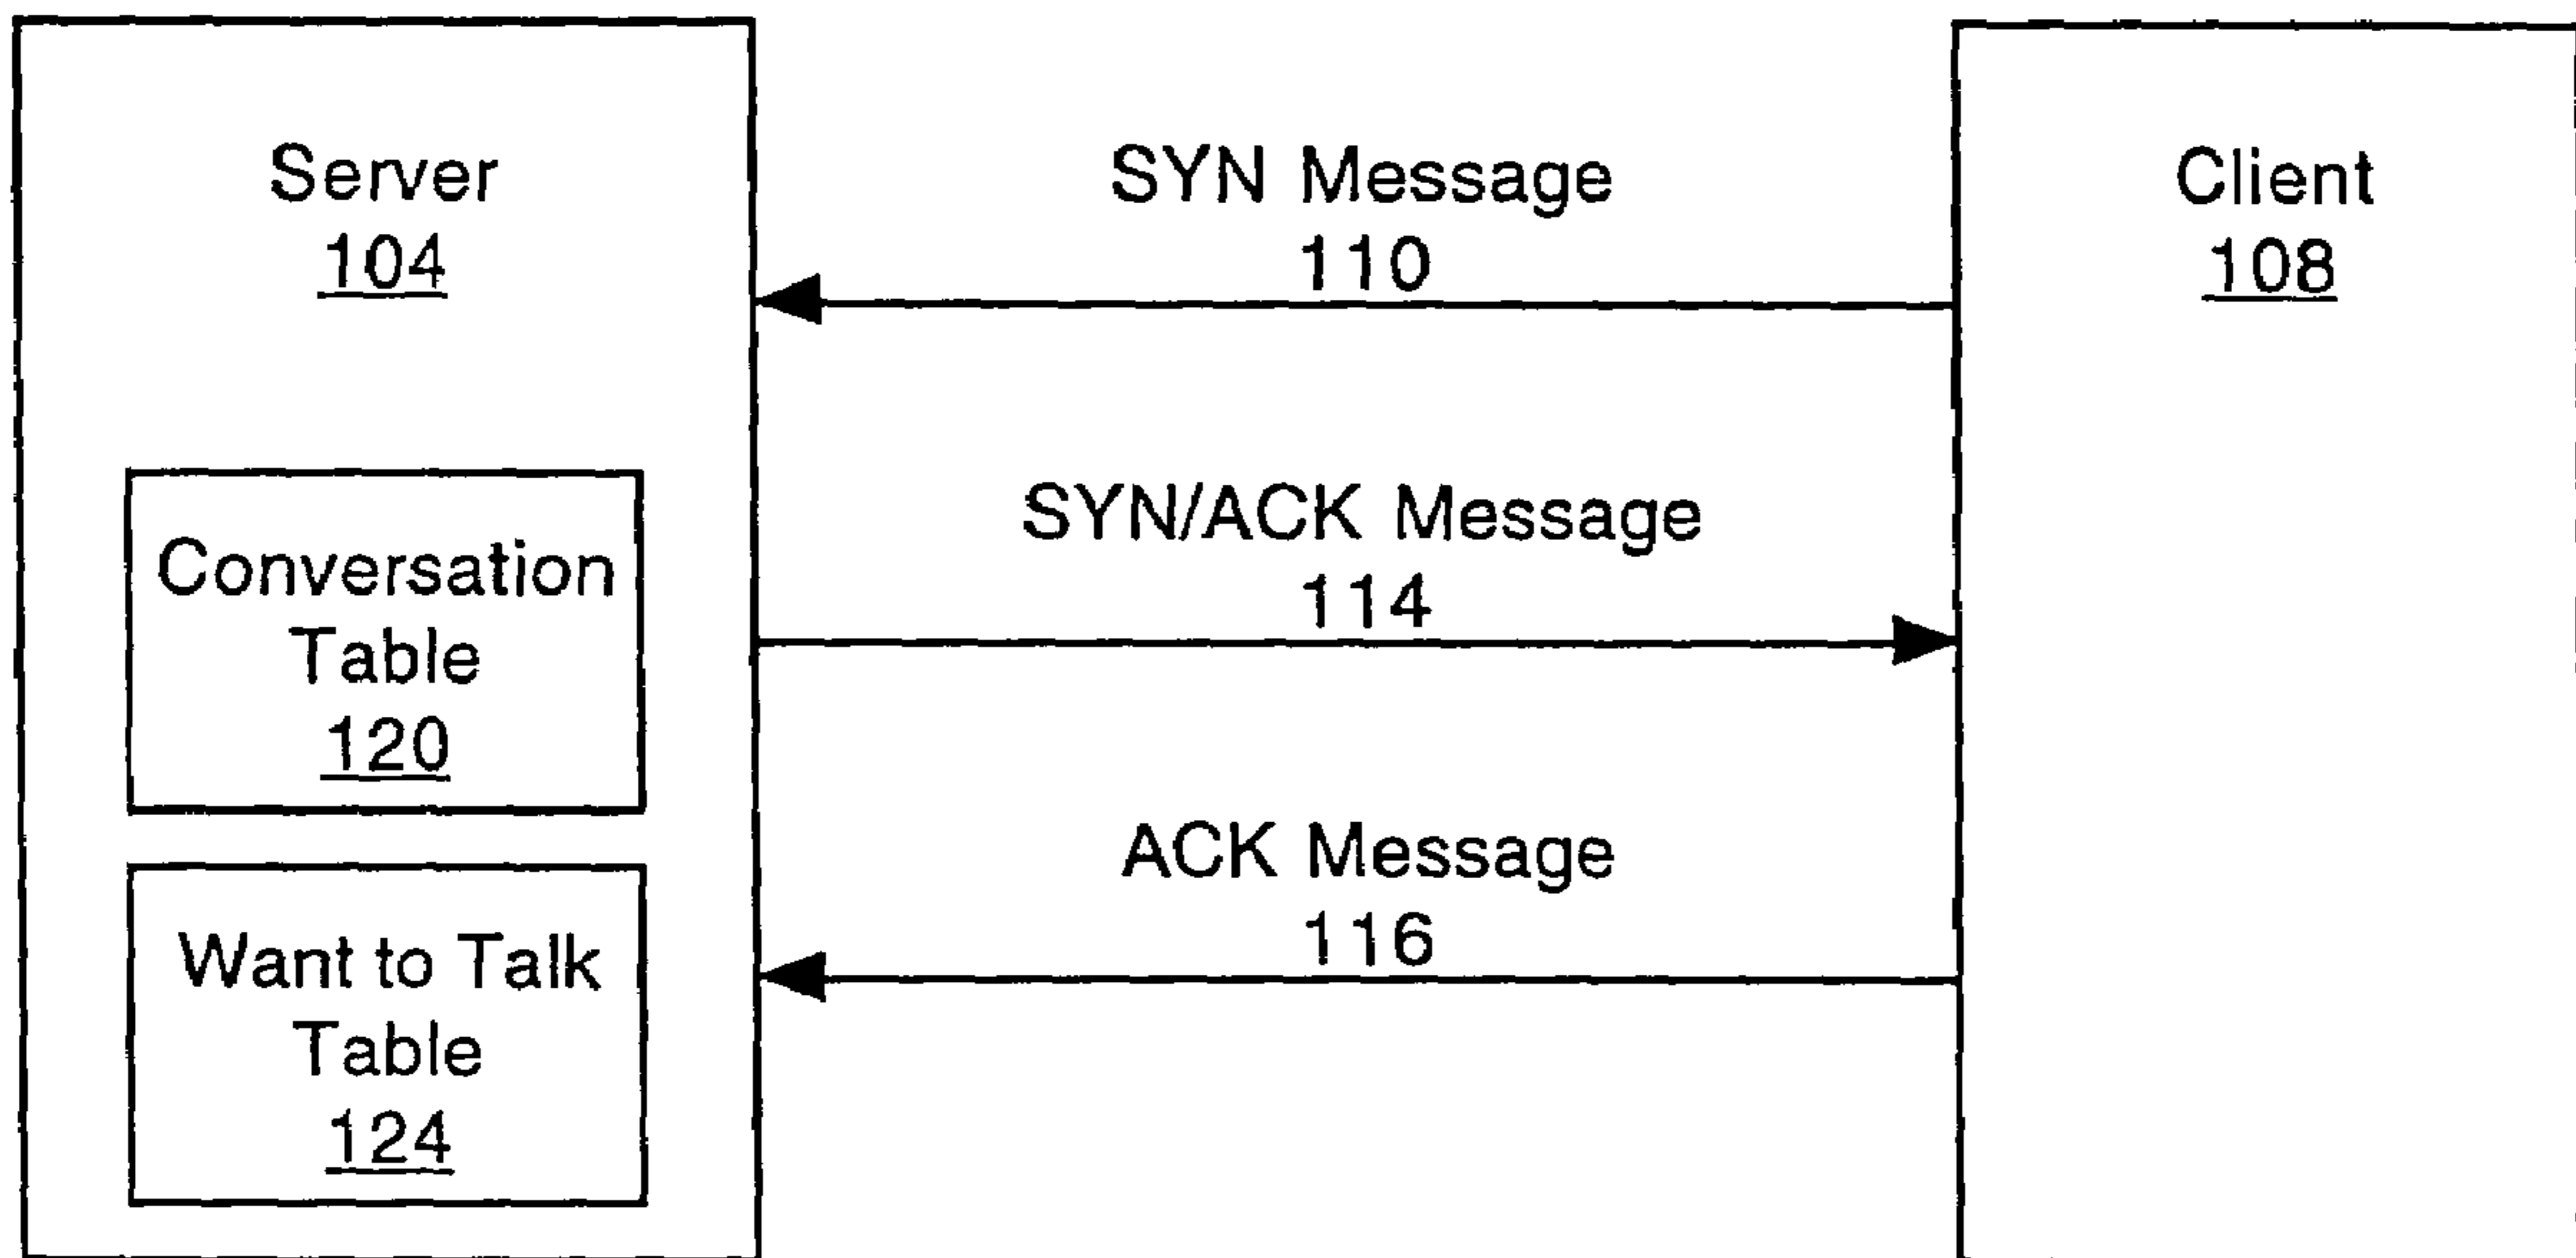 Server
104
Conversation
Table
120
Want to Talk
Table
124
SYN Message
110
SYN/ACK Message
114
ACK Message
116
Client
108